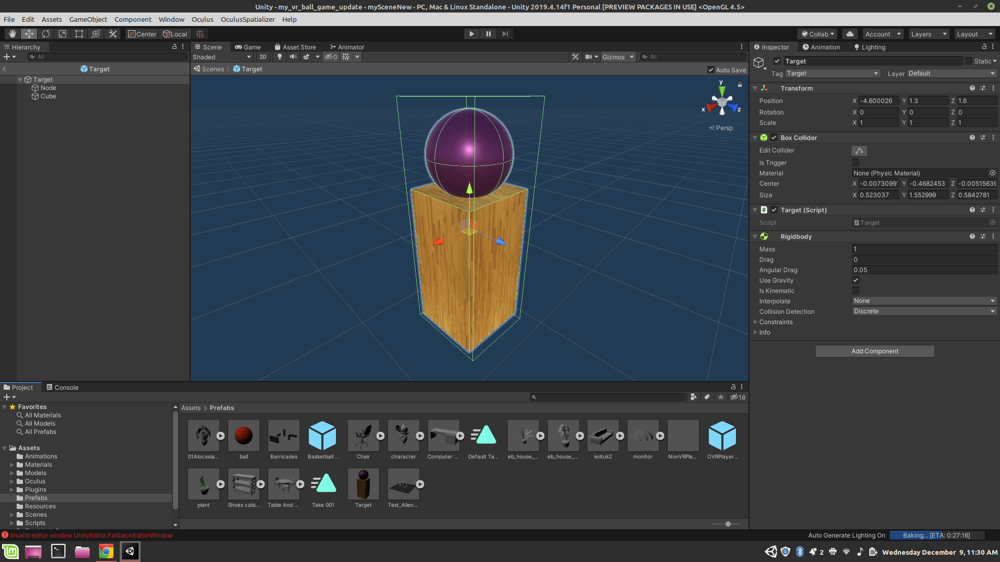 Unity - my_vr_ball_game_update - mySceneNew - PC, Mac & Linux Standalone - Unity 2019.4.14f1 Personal [PREVIEW PACKAGES IN USE] <OpenGL 4.5>
File Edit Assets GameObject Component Window Oculus OculusSpatializer Help
Center Local Collab Account Layers Layout
Hierarchy
All
Target
Target
Node
Cube
Scene Game Asset Store Animator
Shaded 2D 0 Gizmos All
Scenes Target Auto Save
y
x z
Persp
Inspector Animation Lighting
Target Static
Tag Target Layer Default
Transform
Position X -4.600026 Y 1.3 Z 1.6
Rotation X 0 Y 0 Z 0
Scale X 1 Y 1 Z 1
Box Collider
Edit Collider
Is Trigger
Material None (Physic Material)
Center X -0.0073099 Y -0.4682453 Z -0.00515639
Size X 0.523037 Y 1.552999 Z 0.5842781
# Target (Script)
Script Target
Rigidbody
Mass 1
Drag 0
Angular Drag 0.05
Use Gravity
Is Kinematic
Interpolate None
Collision Detection Discrete
Constraints
Info
Add Component
Project Console
18
Favorites
All Materials
All Models
All Prefabs
Assets
Animations
Materials
Models
Oculus
Plugins
Prefabs
Resources
Scenes
Scripts
Assets > Prefabs
01Alocasia... ball Barricades Basketball ... Chair character Computer ... Default Ta... eb_house_... eb_house_... koltuk2 monitor NonVRPla... OVRPlayer...
plant Shoes cabi... Table And ... Take 001 Target Test_Alien...
Invalid editor window UnityEditor.FallbackEditorWindow
Auto Generate Lighting On Baking... [ETA: 0:27:16]
2 Wednesday December 9, 11:30 AM